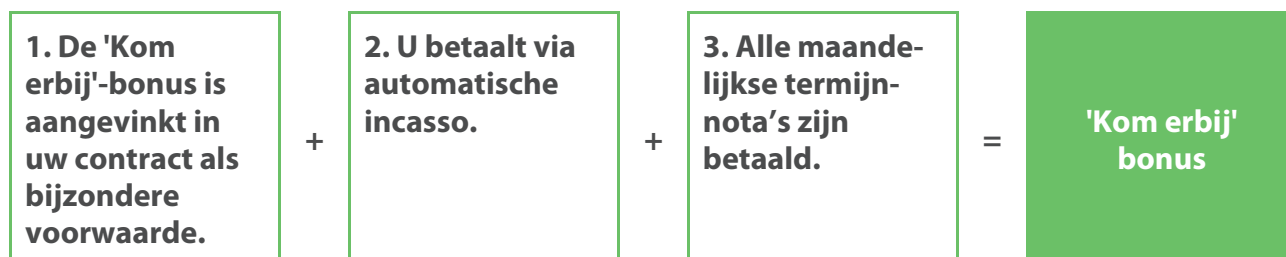 1. De 'Kom
erbij'-bonus is
aangevinkt in
uw contract als
bijzondere
voorwaarde.
+
2. U betaalt via
automatische
incasso.
+
3. Alle maande-
lijkse termijn-
nota’s zijn
betaald.
=
'Kom erbij'
bonus